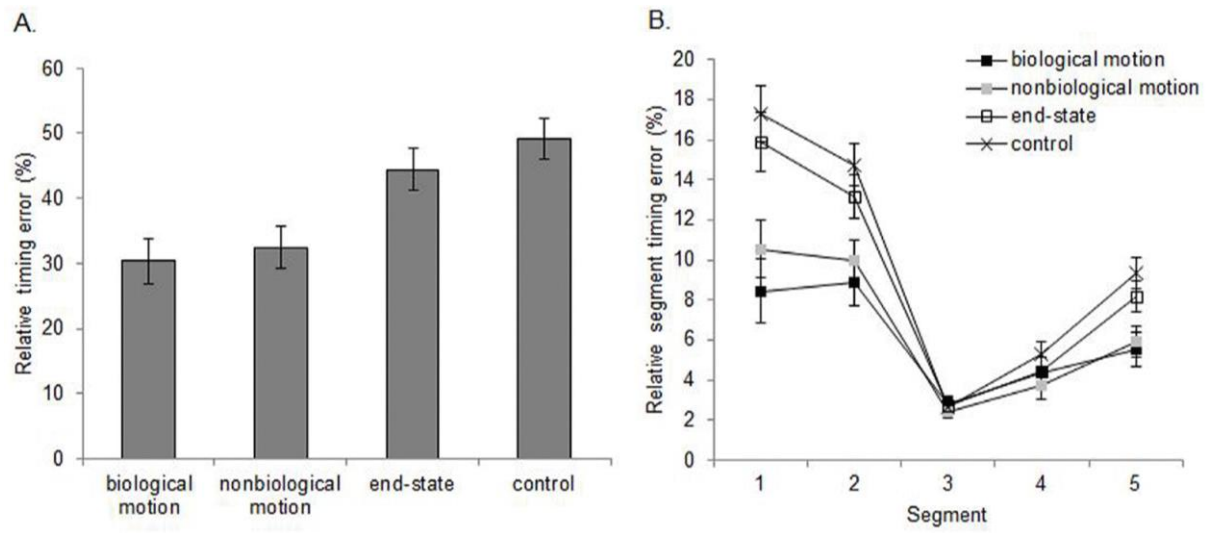 A.
Relative timing error (%)
60
50
40
30
20
10
0
biological
motion
nonbiological
motion
end-state
control
B.
Relative segment timing error (%)
20
18
16
14
12
10
8
6
4
2
0
biological motion
nonbiological motion
end-state
control
1 2 3 4 5
Segment